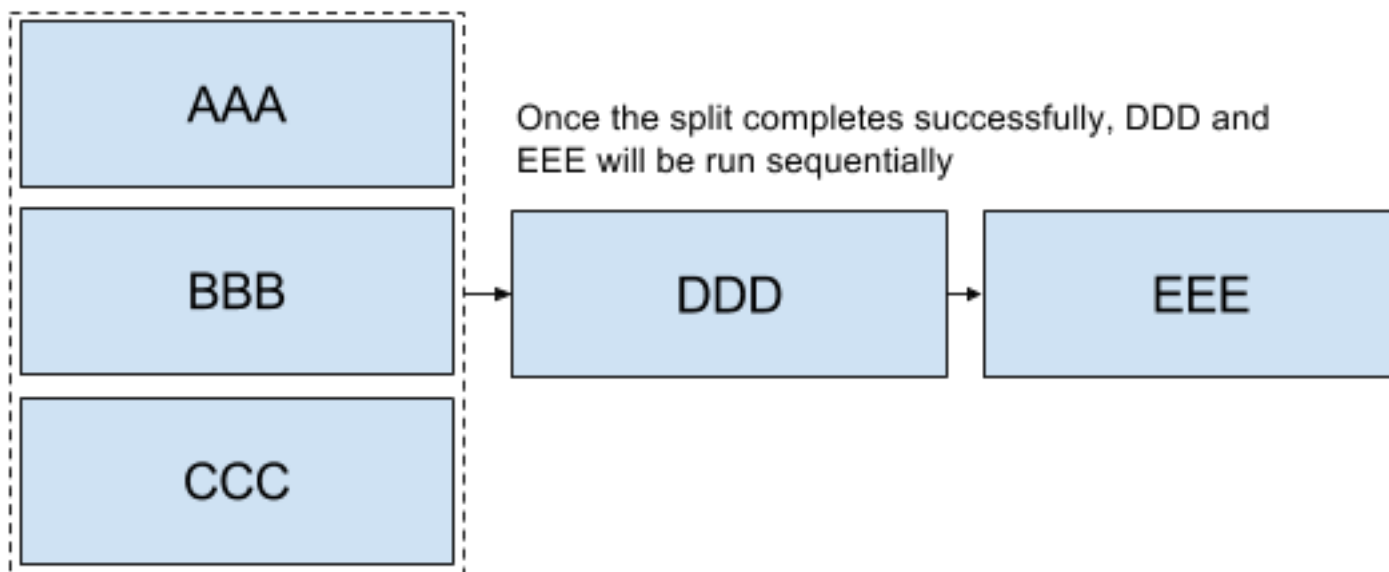 AAA
Once the split completes successfully, DDD and
EEE will be run sequentially
BBB
DDD
EEE
CCC